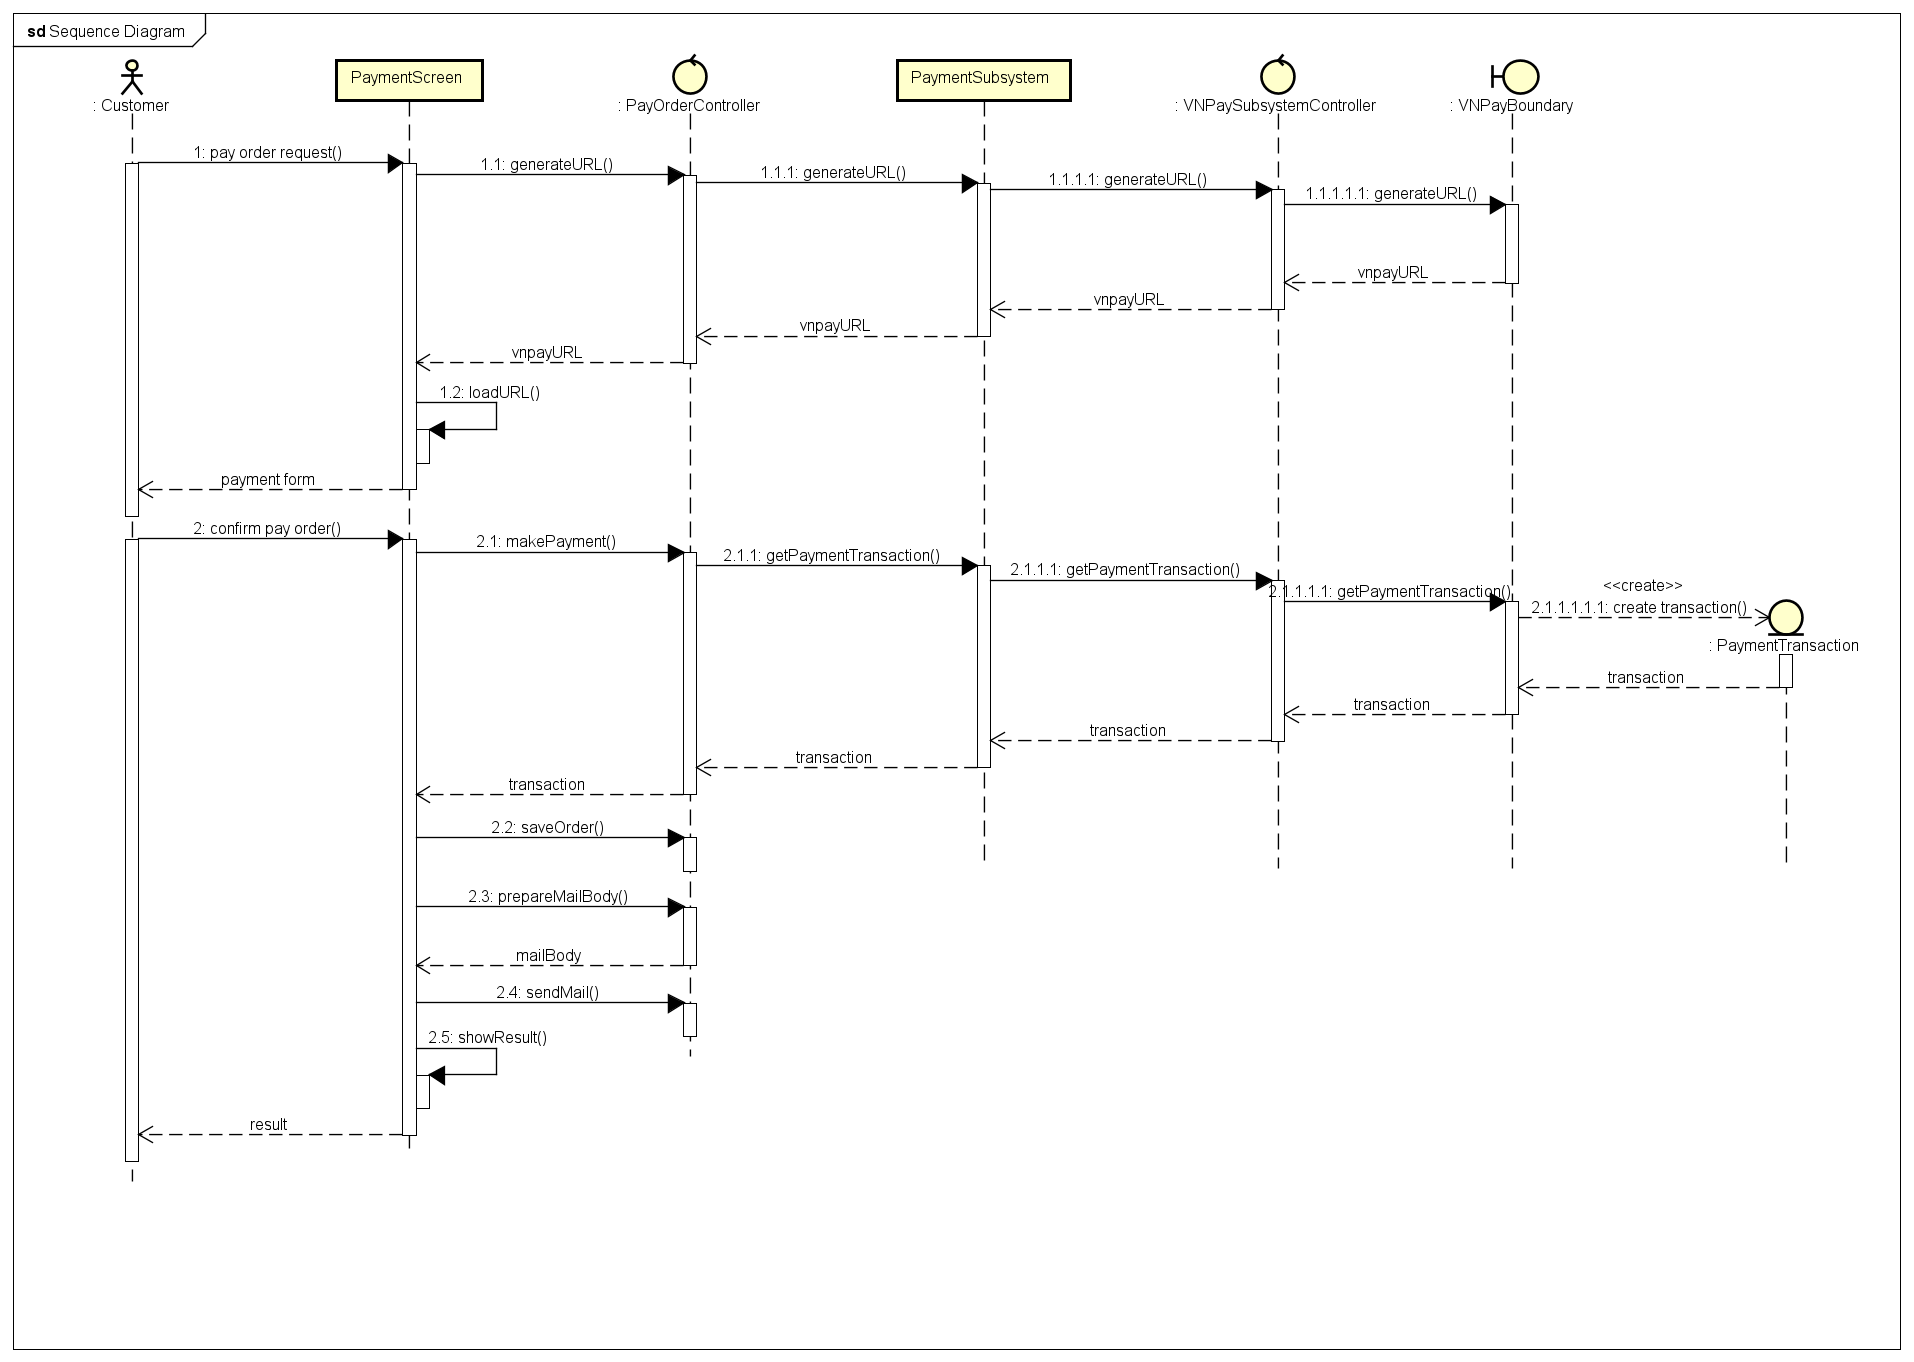 sd Sequence Diagram
PaymentScreen
PaymentSubsystem
: Customer
: PayOrderController
: VNPaySubsystemController
: VNPayBoundary
1: pay order request()
1.1: generateURL()
1.1.1: generateURL()
1.1.1.1: generateURL()
1.1.1.1.1: generateURL()
vnpayURL
vnpayURL
vnpayURL
vnpayURL
1.2: loadURL()
payment form
2: confirm pay order()
2.1: makePayment()
2.1.1: getPaymentTransaction()
2.1.1.1: getPaymentTransaction()
2.1.1.1.1: getPaymentTransaction()
<<create>>
2.1.1.1.1.1: create transaction()
: PaymentTransaction
transaction
transaction
transaction
transaction
transaction
2.2: saveOrder()
2.3: prepareMailBody()
mailBody
2.4: sendMail()
2.5: showResult()
result